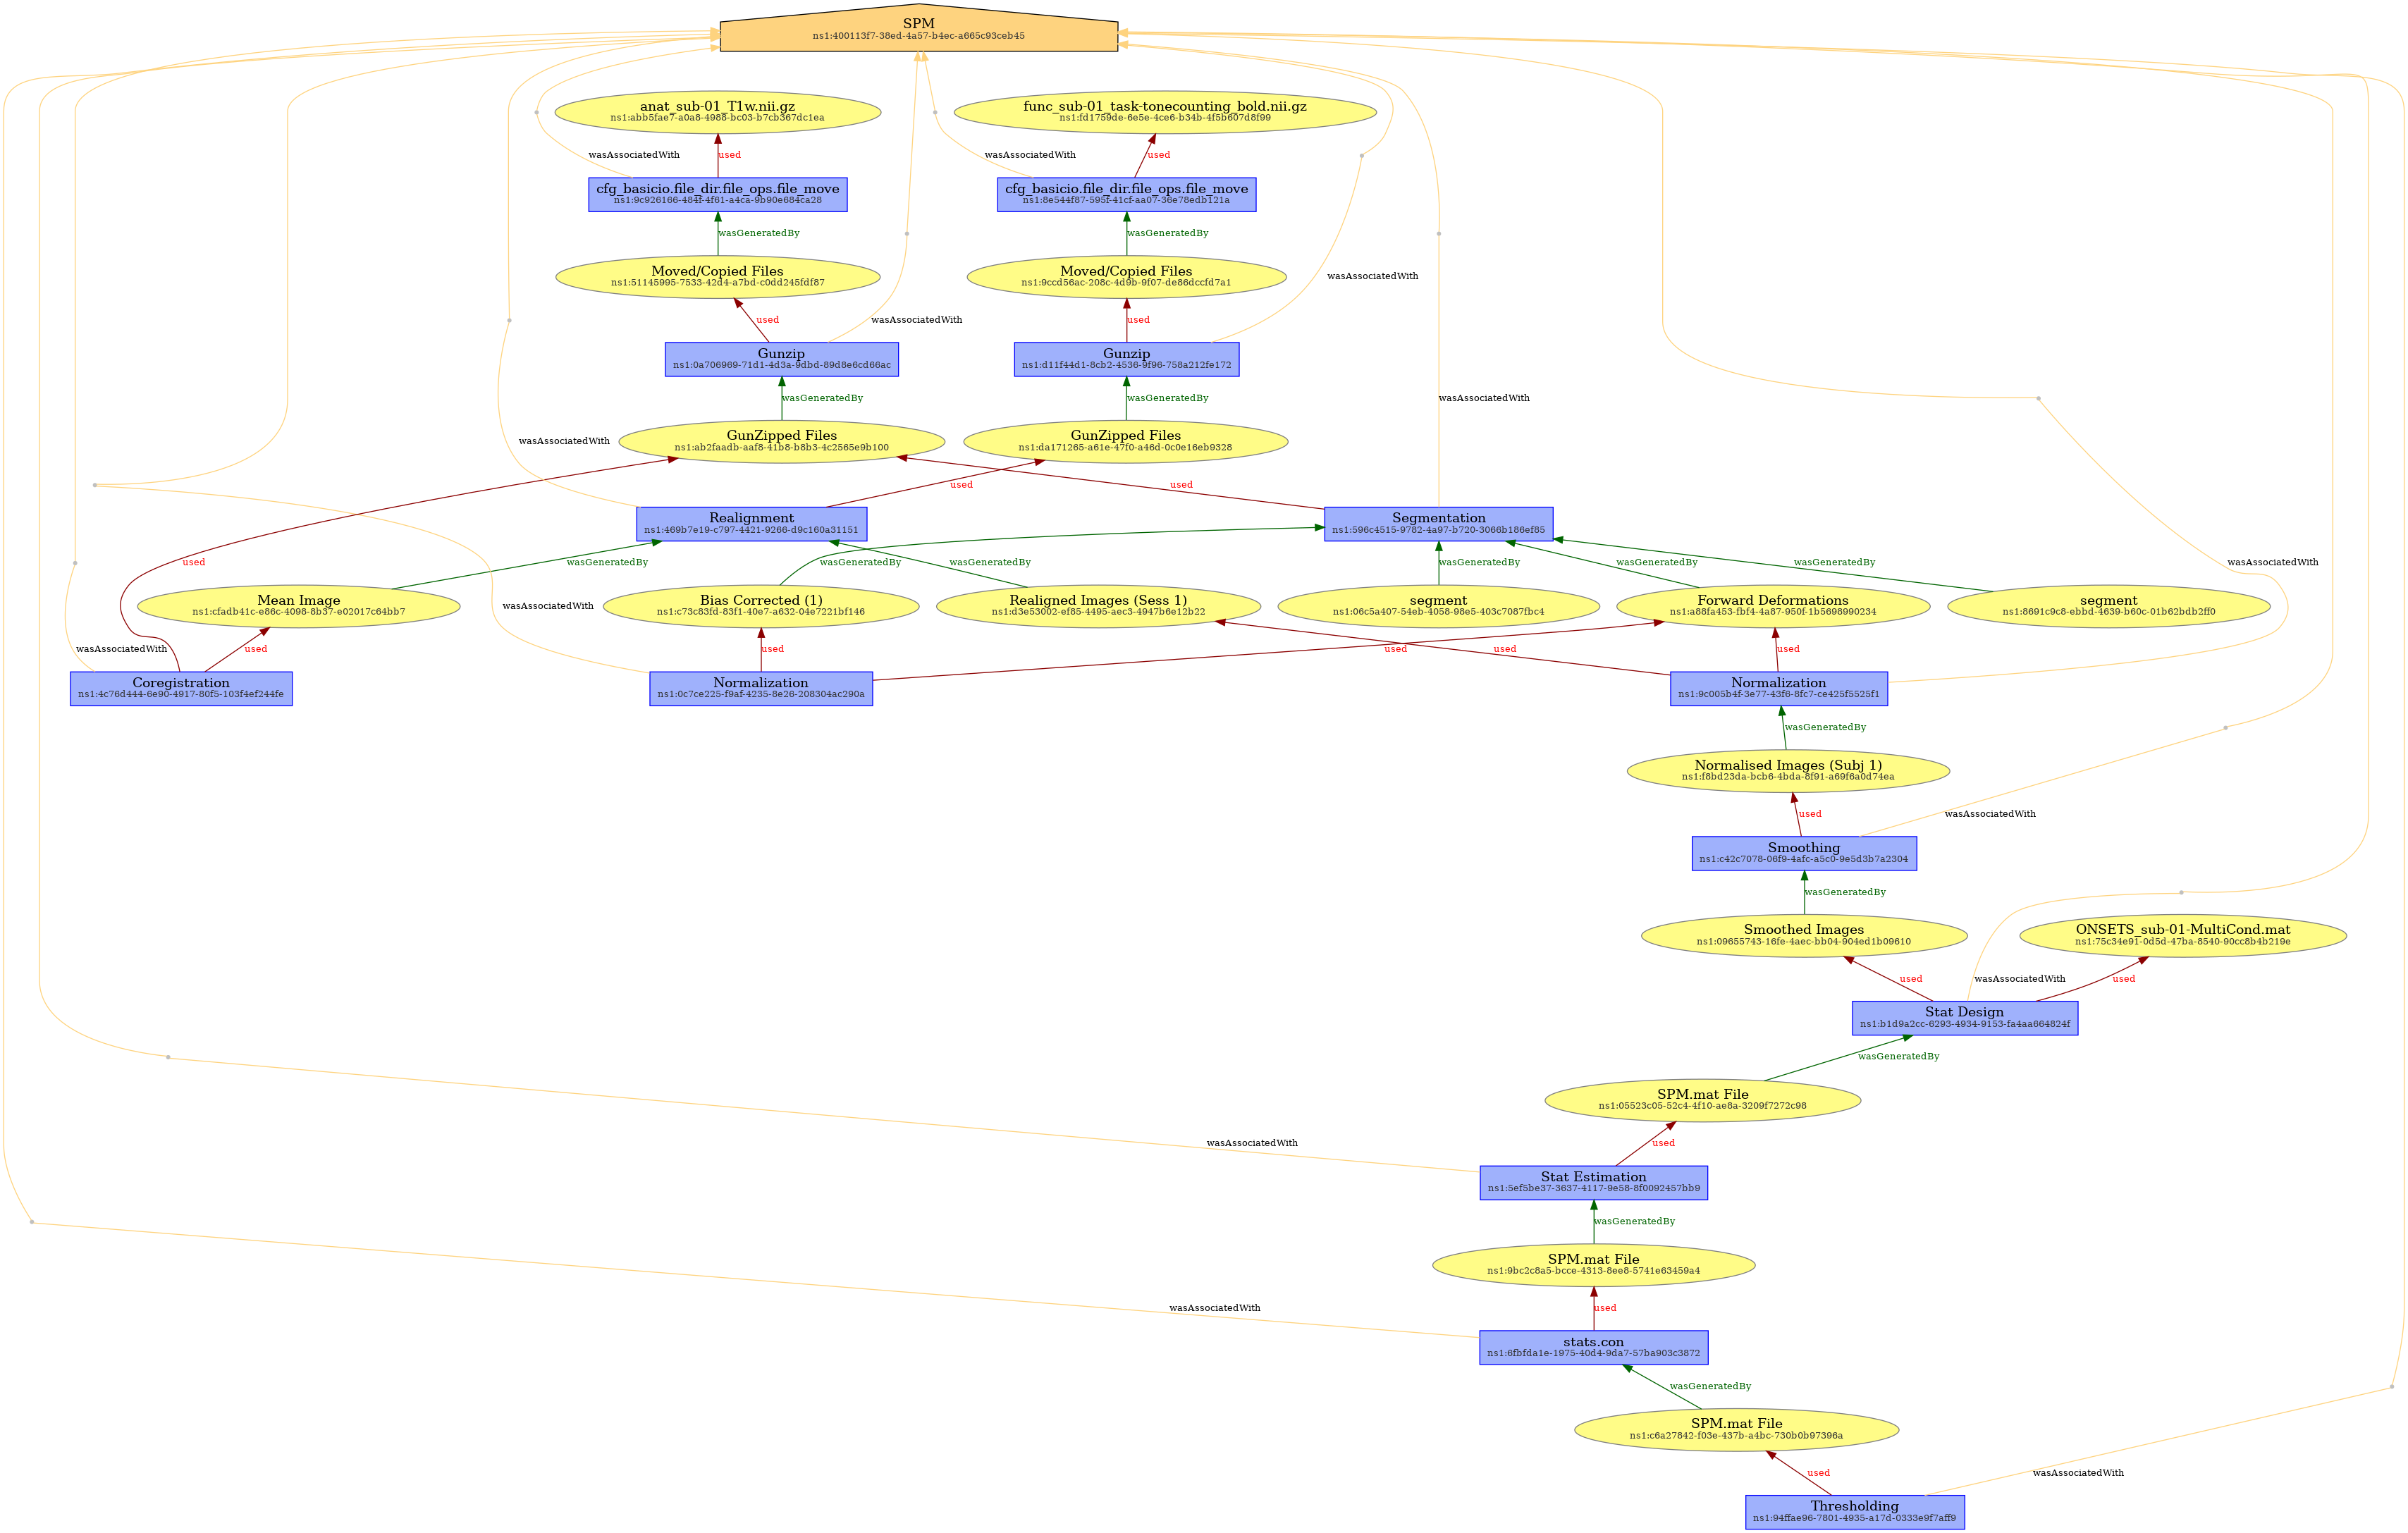 SPM
ns1:400113f7-38ed-4a57-b4ec-a665c93ceb45
anat_sub-01_T1w.nii.gz
ns1:abb5fae7-a0a8-4988-bc03-b7cb367dc1ea
func_sub-01_task-tonecounting_bold.nii.gz
ns1:fd1759de-6e5e-4ce6-b34b-4f5b607d8f99
wasAssociatedWith
used
wasAssociatedWith
used
cfg_basicio.file_dir.file_ops.file_move
ns1:9c926166-484f-4f61-a4ca-9b90e684ca28
cfg_basicio.file_dir.file_ops.file_move
ns1:8e544f87-595f-41cf-aa07-36e78edb121a
wasGeneratedBy
wasGeneratedBy
Moved/Copied Files
ns1:51145995-7533-42d4-a7bd-c0dd245fdf87
Moved/Copied Files
ns1:9ccd56ac-208c-4d9b-9f07-de86dccfd7a1
wasAssociatedWith
used
wasAssociatedWith
used
Gunzip
ns1:0a706969-71d1-4d3a-9dbd-89d8e6cd66ac
Gunzip
ns1:d11f44d1-8cb2-4536-9f96-758a212fe172
wasGeneratedBy
wasGeneratedBy
wasAssociatedWith
GunZipped Files
ns1:ab2faadb-aaf8-41b8-b8b3-4c2565e9b100
GunZipped Files
ns1:da171265-a61e-47f0-a46d-0c0e16eb9328
wasAssociatedWith
used
used
Realignment
ns1:469b7e19-c797-4421-9266-d9c160a31151
Segmentation
ns1:596c4515-9782-4a97-b720-3066b186ef85
used
wasGeneratedBy
wasGeneratedBy
wasGeneratedBy
wasGeneratedBy
wasGeneratedBy
wasGeneratedBy
wasAssociatedWith
Mean Image
ns1:cfadb41c-e86c-4098-8b37-e02017c64bb7
wasAssociatedWith
Bias Corrected (1)
ns1:c73c83fd-83f1-40e7-a632-04e7221bf146
Realigned Images (Sess 1)
ns1:d3e53002-ef85-4495-aec3-4947b6e12b22
segment
ns1:06c5a407-54eb-4058-98e5-403c7087fbc4
Forward Deformations
ns1:a88fa453-fbf4-4a87-950f-1b5698990234
segment
ns1:8691c9c8-ebbd-4639-b60c-01b62bdb2ff0
wasAssociatedWith
used
used
used
used
used
Coregistration
ns1:4c76d444-6e90-4917-80f5-103f4ef244fe
Normalization
ns1:0c7ce225-f9af-4235-8e26-208304ac290a
Normalization
ns1:9c005b4f-3e77-43f6-8fc7-ce425f5525f1
wasGeneratedBy
Normalised Images (Subj 1)
ns1:f8bd23da-bcb6-4bda-8f91-a69f6a0d74ea
used
wasAssociatedWith
Smoothing
ns1:c42c7078-06f9-4afc-a5c0-9e5d3b7a2304
wasGeneratedBy
Smoothed Images
ns1:09655743-16fe-4aec-bb04-904ed1b09610
ONSETS_sub-01-MultiCond.mat
ns1:75c34e91-0d5d-47ba-8540-90cc8b4b219e
used
wasAssociatedWith
used
Stat Design
ns1:b1d9a2cc-6293-4934-9153-fa4aa664824f
wasGeneratedBy
SPM.mat File
ns1:05523c05-52c4-4f10-ae8a-3209f7272c98
wasAssociatedWith
used
Stat Estimation
ns1:5ef5be37-3637-4117-9e58-8f0092457bb9
wasGeneratedBy
SPM.mat File
ns1:9bc2c8a5-bcce-4313-8ee8-5741e63459a4
wasAssociatedWith
used
stats.con
ns1:6fbfda1e-1975-40d4-9da7-57ba903c3872
wasGeneratedBy
SPM.mat File
ns1:c6a27842-f03e-437b-a4bc-730b0b97396a
used
wasAssociatedWith
Thresholding
ns1:94ffae96-7801-4935-a17d-0333e9f7aff9